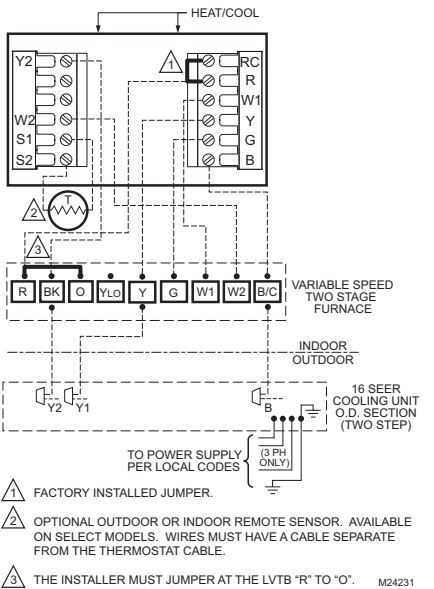 HEAT/COOL
Y2
W2
S1
S2
1
RC
R
W1
Y
G
B
T
2
3
R BK O YLO Y G W1 W2 B/C
VARIABLE SPEED
TWO STAGE
FURNACE
INDOOR
OUTDOOR
Y2 Y1 B
16 SEER
COOLING UNIT
O.D. SECTION
(TWO STEP)
TO POWER SUPPLY
PER LOCAL CODES
(3 PH
ONLY)
1 FACTORY INSTALLED JUMPER.
2 OPTIONAL OUTDOOR OR INDOOR REMOTE SENSOR. AVAILABLE
ON SELECT MODELS. WIRES MUST HAVE A CABLE SEPARATE
FROM THE THERMOSTAT CABLE.
3 THE INSTALLER MUST JUMPER AT THE LVTB “R” TO “O”.
M24231